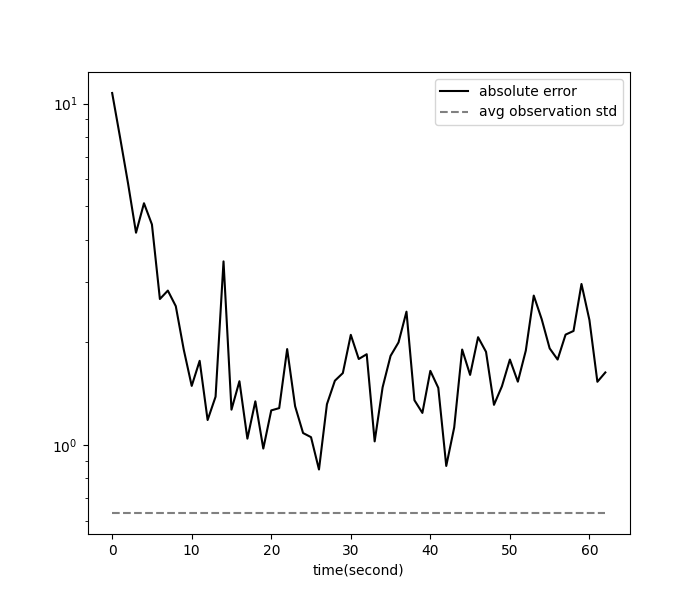 absolute error
avg observation std
10¹
10⁰
0 10 20 30 40 50 60
time(second)